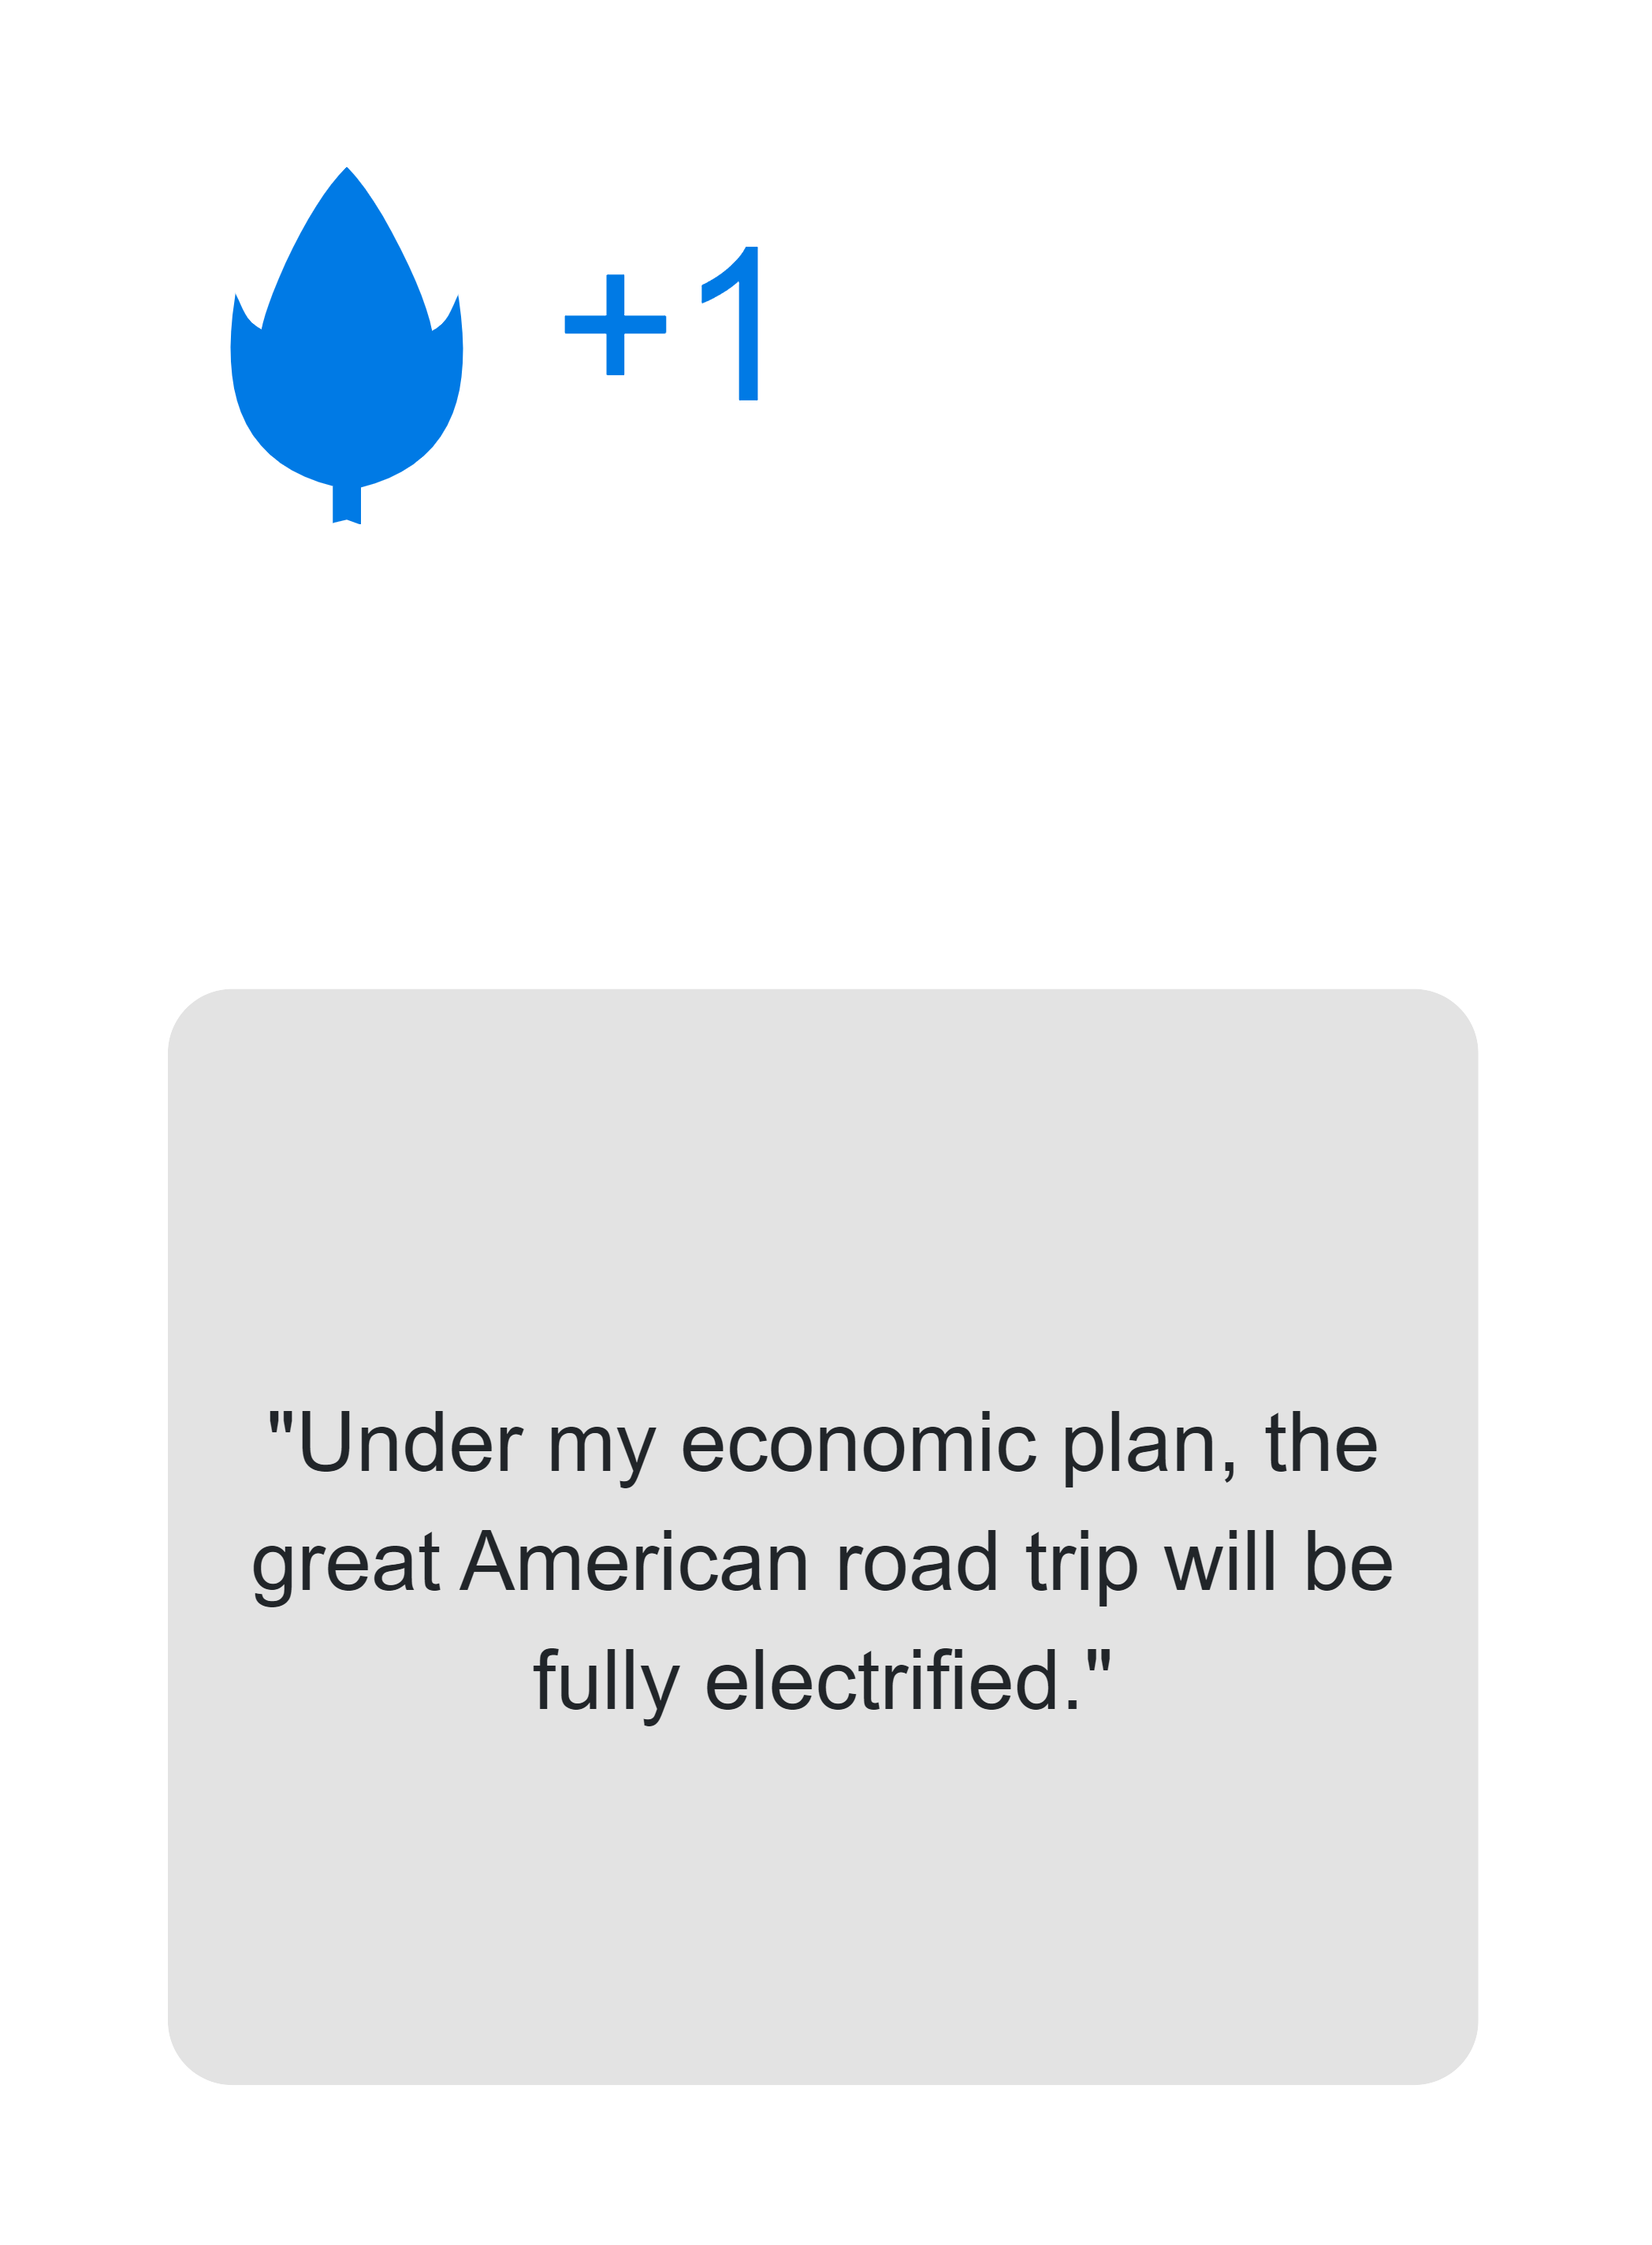 +1
"Under my economic plan, the
great American road trip will be
fully electrified."